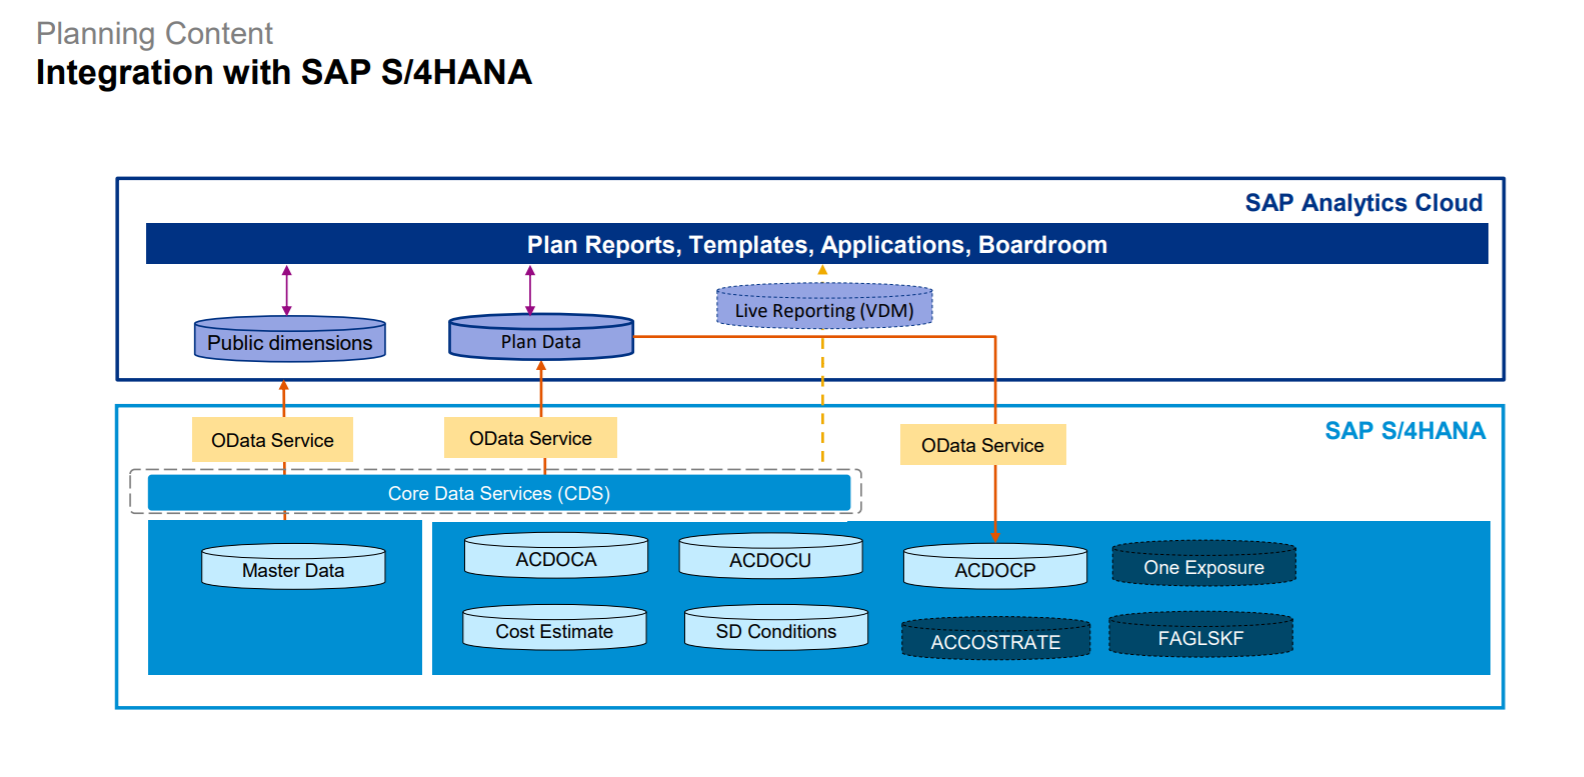 Planning Content
Integration with SAP S/4HANA
SAP Analytics Cloud
Plan Reports, Templates, Applications, Boardroom
Live Reporting (VDM)
Public dimensions
Plan Data
SAP S/4HANA
OData Service
OData Service
OData Service
Core Data Services (CDS)
Master Data
ACDOCA
ACDOCU
ACDOCP
One Exposure
Cost Estimate
SD Conditions
ACCOSTRATE
FAGLSKF